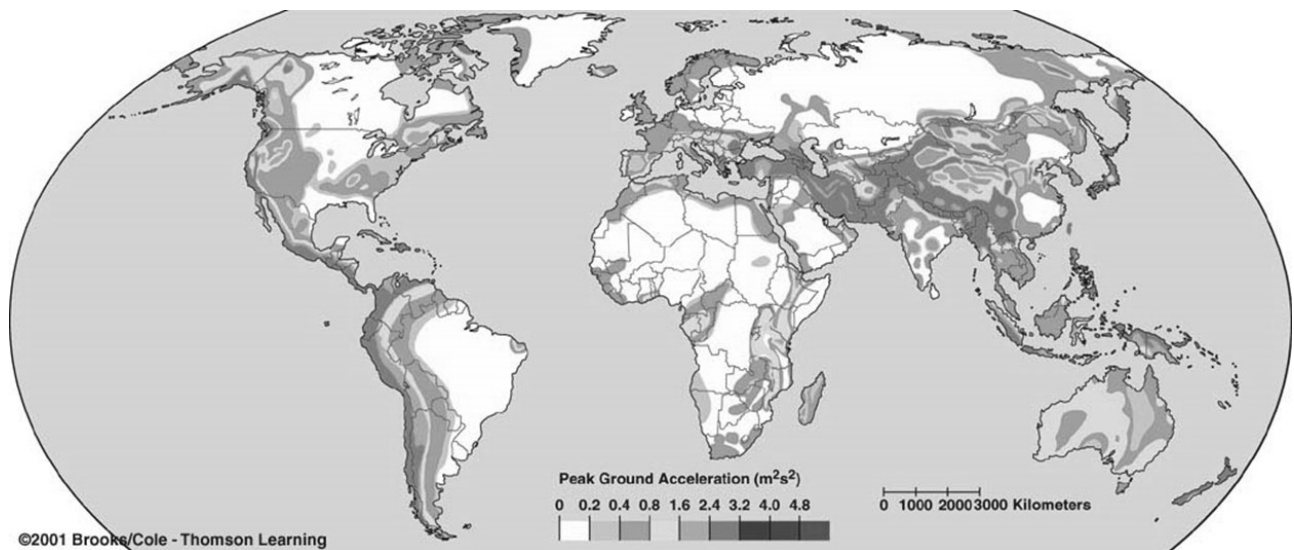 Peak Ground Acceleration (m²s²)
0 0.2 0.4 0.8 1.6 2.4 3.2 4.0 4.8
0 1000 2000 3000 Kilometers
©2001 Brooks/Cole - Thomson Learning